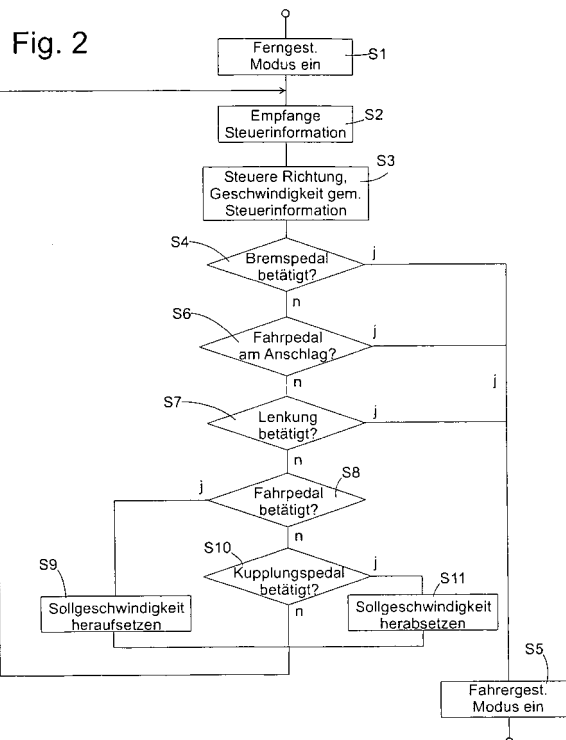 Fig. 2
Ferngest.
Modus ein
S1
Empfange
Steuerinformation
S2
Steuere Richtung,
Geschwindigkeit gem.
Steuerinformation
S3
S4
Bremspedal
betätigt?
j
n
S6
Fahrpedal
am Anschlag?
j
n
j
S7
Lenkung
betätigt?
j
n
S8
j
Fahrpedal
betätigt?
n
S10
Kupplungspedal
betätigt?
j
n
S9
Sollgeschwindigkeit
heraufsetzen
S11
Sollgeschwindigkeit
herabsetzen
S5
Fahrergest.
Modus ein